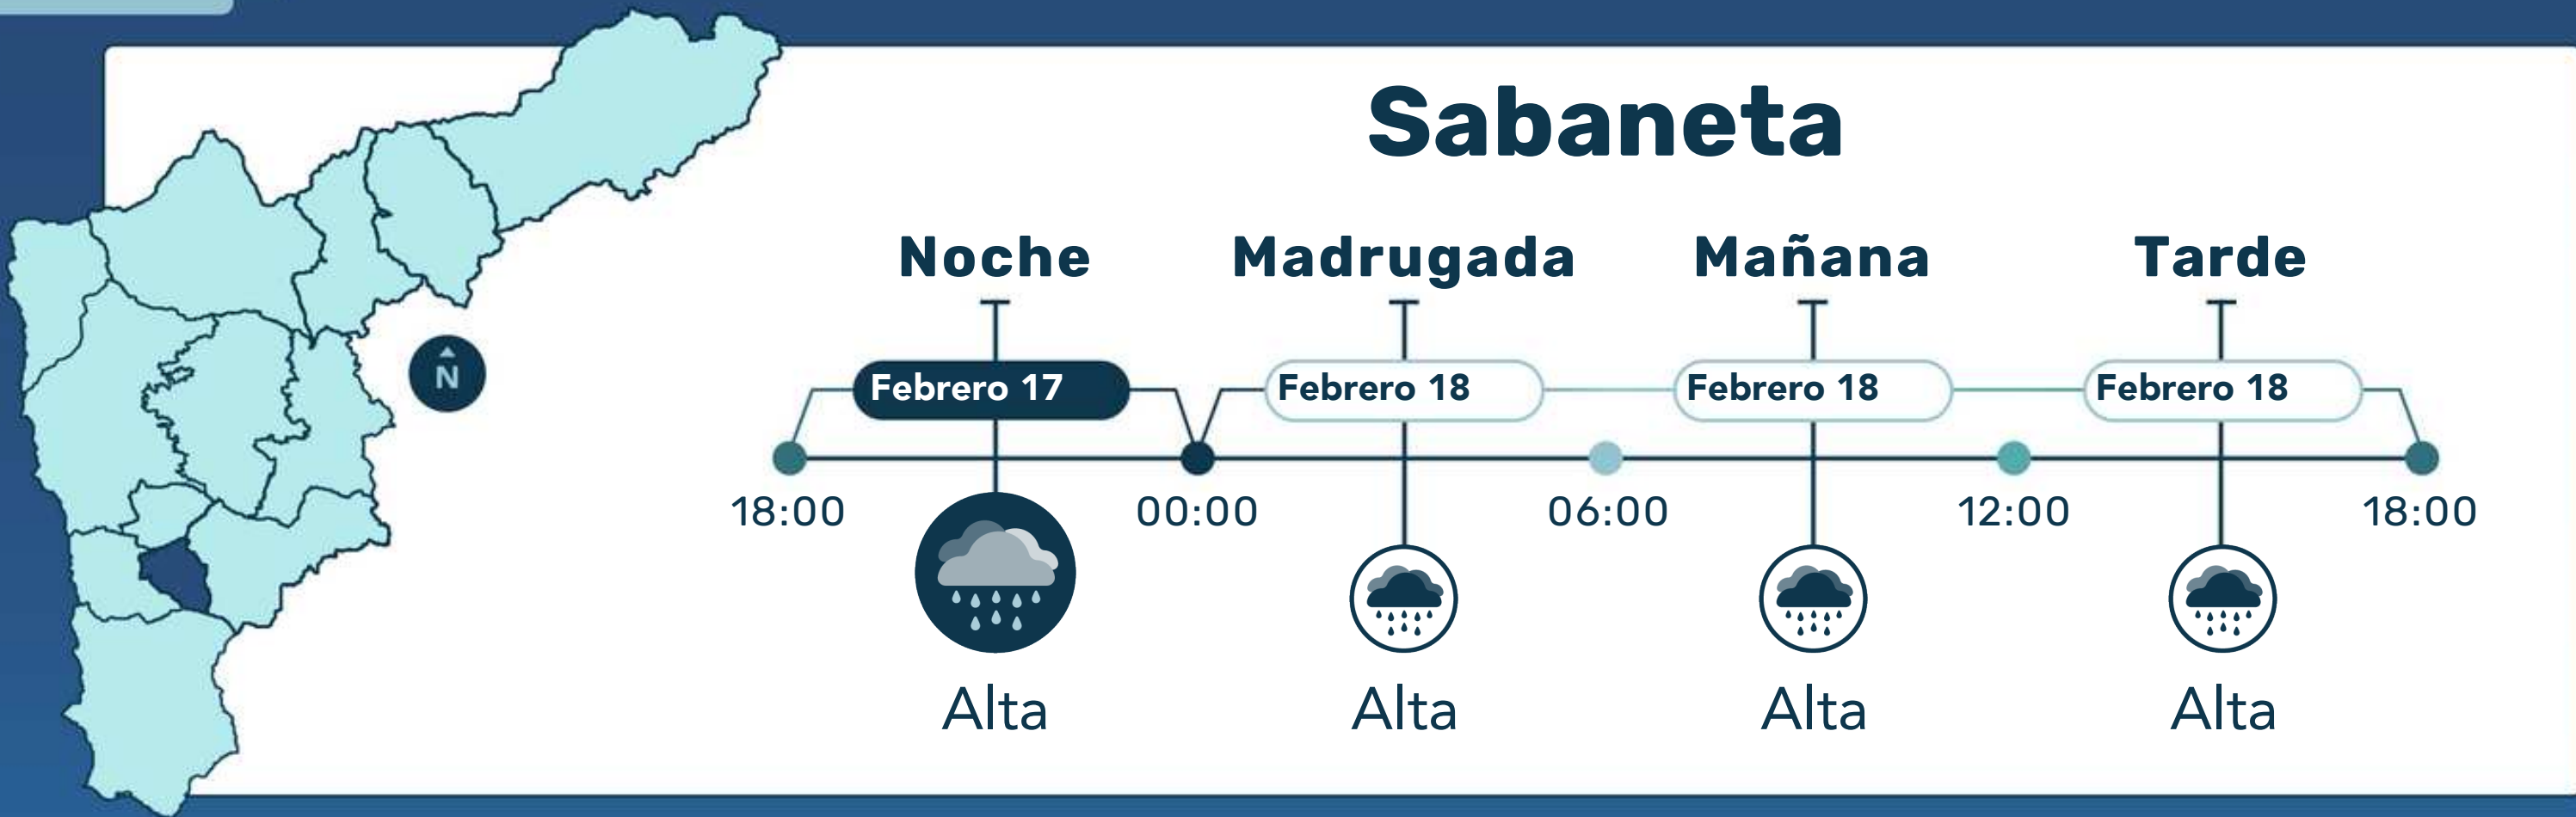 Sabaneta
Noche Madrugada Mañana Tarde
Febrero 17 Febrero 18 Febrero 18 Febrero 18
N
18:00 00:00 06:00 12:00 18:00
Alta Alta Alta Alta